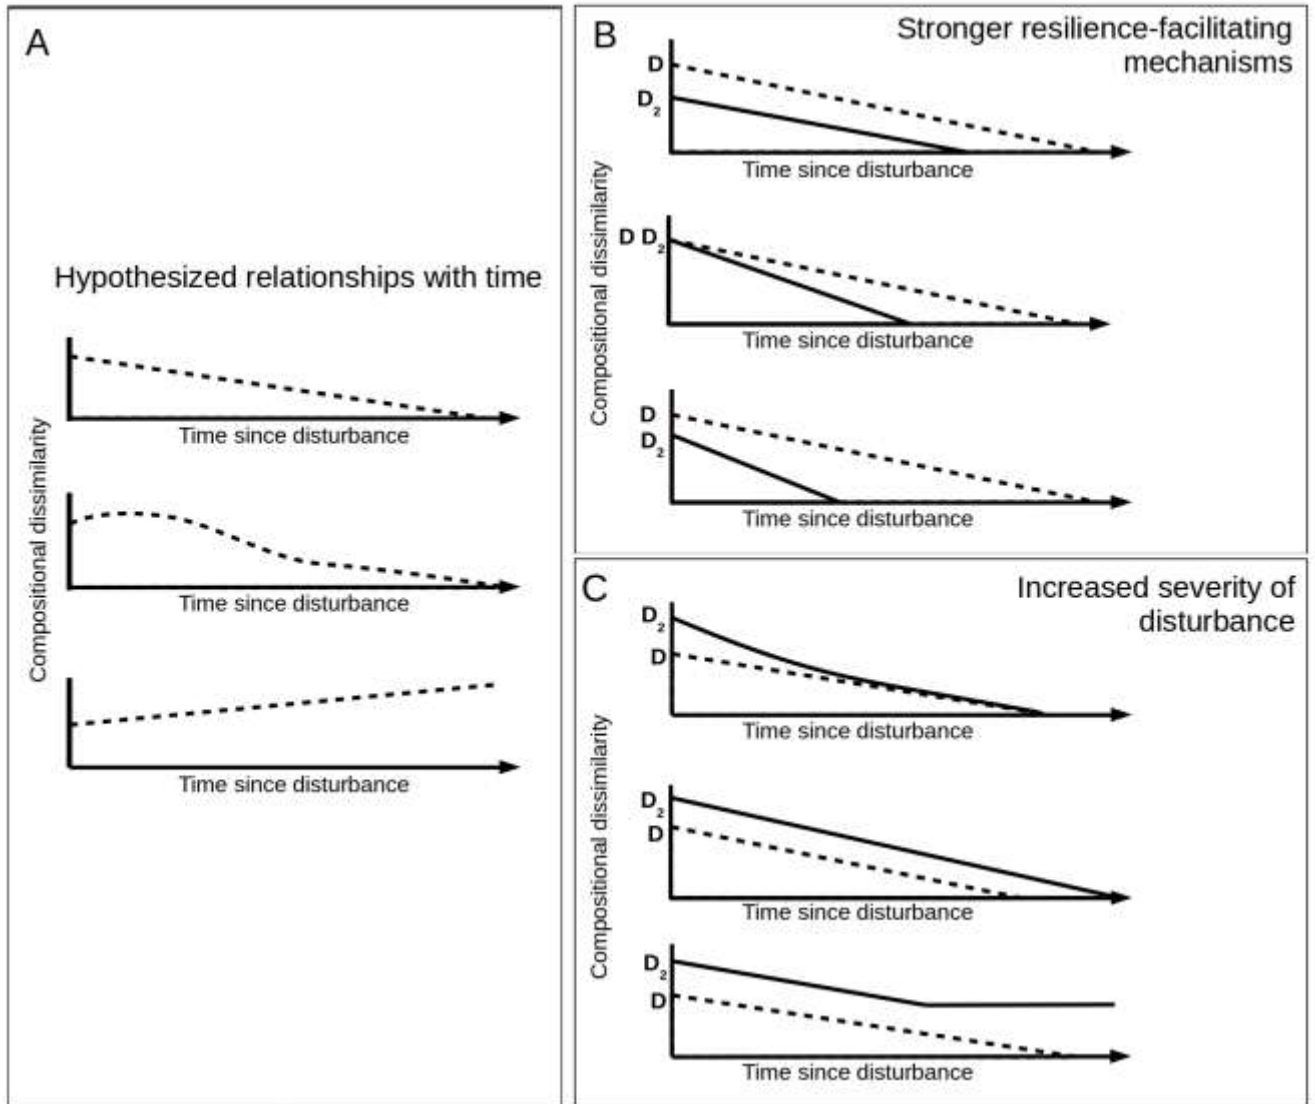 A
Hypothesized relationships with time
Compositional dissimilarity
Time since disturbance
Time since disturbance
Time since disturbance
B
Stronger resilience-facilitating
mechanisms
Compositional dissimilarity
D
D₂
Time since disturbance
D D₂
Time since disturbance
D
D₂
Time since disturbance
C
Increased severity of
disturbance
Compositional dissimilarity
D₂
D
Time since disturbance
D₂
D
Time since disturbance
D₂
D
Time since disturbance